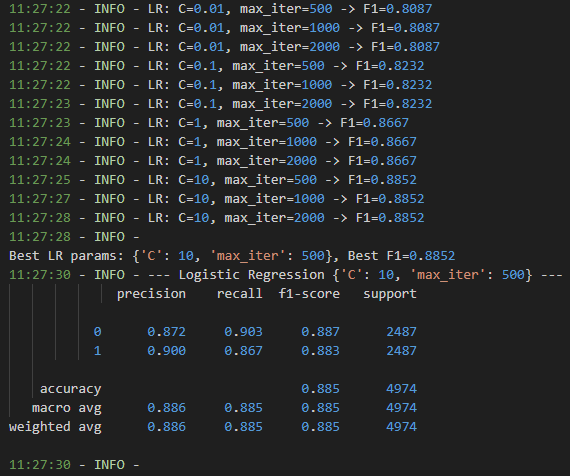 11:27:22 - INFO - LR: C=0.01, max_iter=500 -> F1=0.8087
11:27:22 - INFO - LR: C=0.01, max_iter=1000 -> F1=0.8087
11:27:22 - INFO - LR: C=0.01, max_iter=2000 -> F1=0.8087
11:27:22 - INFO - LR: C=0.1, max_iter=500 -> F1=0.8232
11:27:22 - INFO - LR: C=0.1, max_iter=1000 -> F1=0.8232
11:27:23 - INFO - LR: C=0.1, max_iter=2000 -> F1=0.8232
11:27:23 - INFO - LR: C=1, max_iter=500 -> F1=0.8667
11:27:24 - INFO - LR: C=1, max_iter=1000 -> F1=0.8667
11:27:24 - INFO - LR: C=1, max_iter=2000 -> F1=0.8667
11:27:25 - INFO - LR: C=10, max_iter=500 -> F1=0.8852
11:27:27 - INFO - LR: C=10, max_iter=1000 -> F1=0.8852
11:27:28 - INFO - LR: C=10, max_iter=2000 -> F1=0.8852
11:27:28 - INFO -
Best LR params: {'C': 10, 'max_iter': 500}, Best F1=0.8852
11:27:30 - INFO - --- Logistic Regression {'C': 10, 'max_iter': 500} ---
precision recall f1-score support
0 0.872 0.903 0.887 2487
1 0.900 0.867 0.883 2487
accuracy 0.885 4974
macro avg 0.886 0.885 0.885 4974
weighted avg 0.886 0.885 0.885 4974
11:27:30 - INFO -